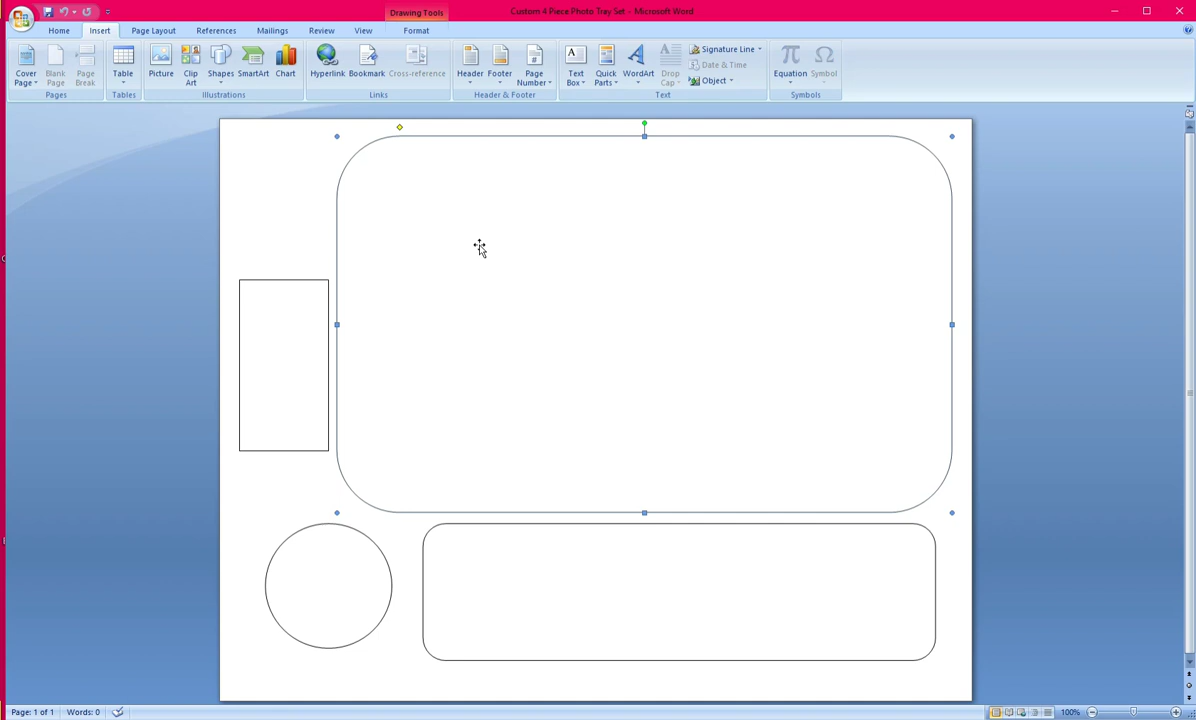 Drawing Tools
Custom 4 Piece Photo Tray Set - Microsoft Word
Home Insert Page Layout References Mailings Review View Format
Cover Page
Blank Page
Page Break
Pages
Table
Tables
Picture
Clip Art
Shapes
SmartArt
Chart
Illustrations
Hyperlink
Bookmark
Cross-reference
Links
Header
Footer
Page Number
Header & Footer
Text Box
Quick Parts
WordArt
Drop Cap
Signature Line
Date & Time
Object
Text
Equation
Symbol
Symbols
Page: 1 of 1 Words: 0 100%